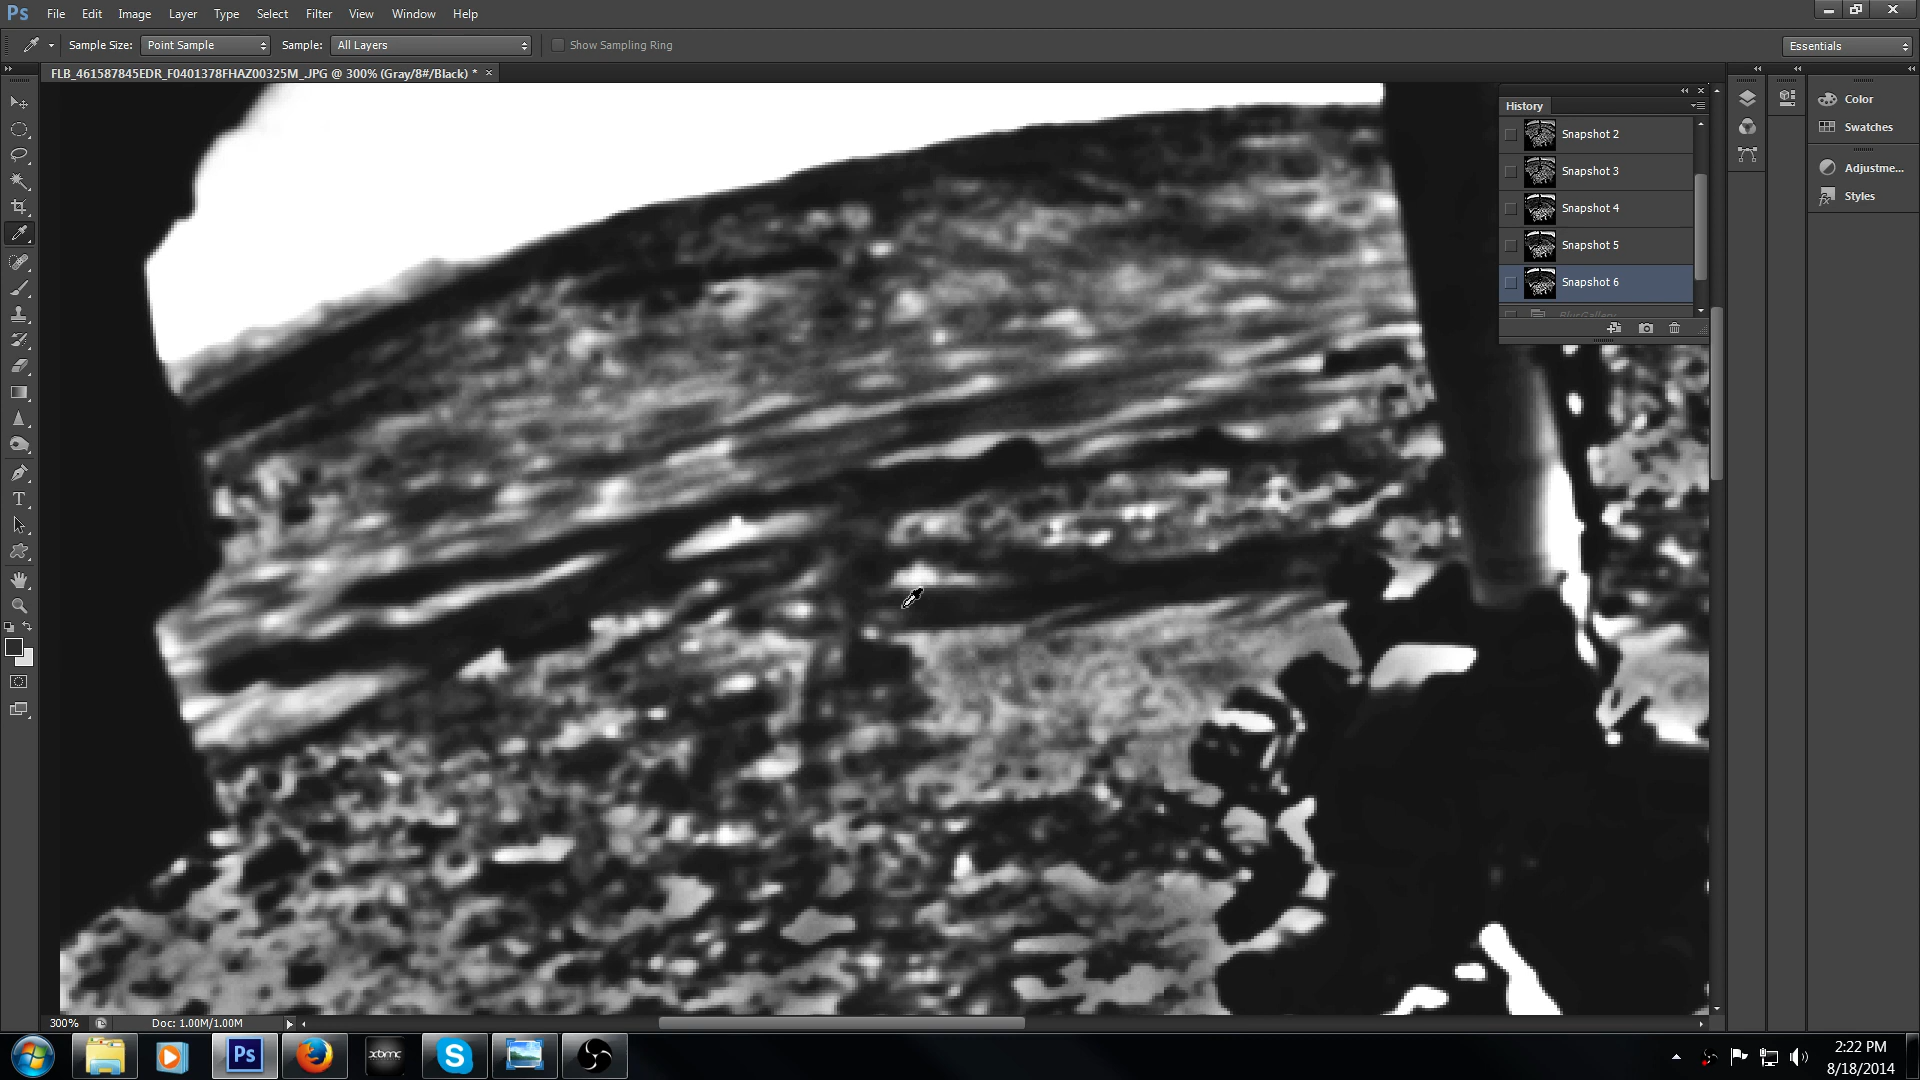 Ps File Edit Image Layer Type Select Filter View Window Help
Sample Size: Point Sample Sample: All Layers Show Sampling Ring Essentials
FLB_461587845EDR_F0401378FHAZ00325M_.JPG @ 300% (Gray/8#/Black) * ×
History
Snapshot 2
Snapshot 3
Snapshot 4
Snapshot 5
Snapshot 6
BlurGallery
Color
Swatches
Adjustme...
Styles
T
300% Doc: 1.00M/1.00M
Ps xbmc S
2:22 PM
8/18/2014